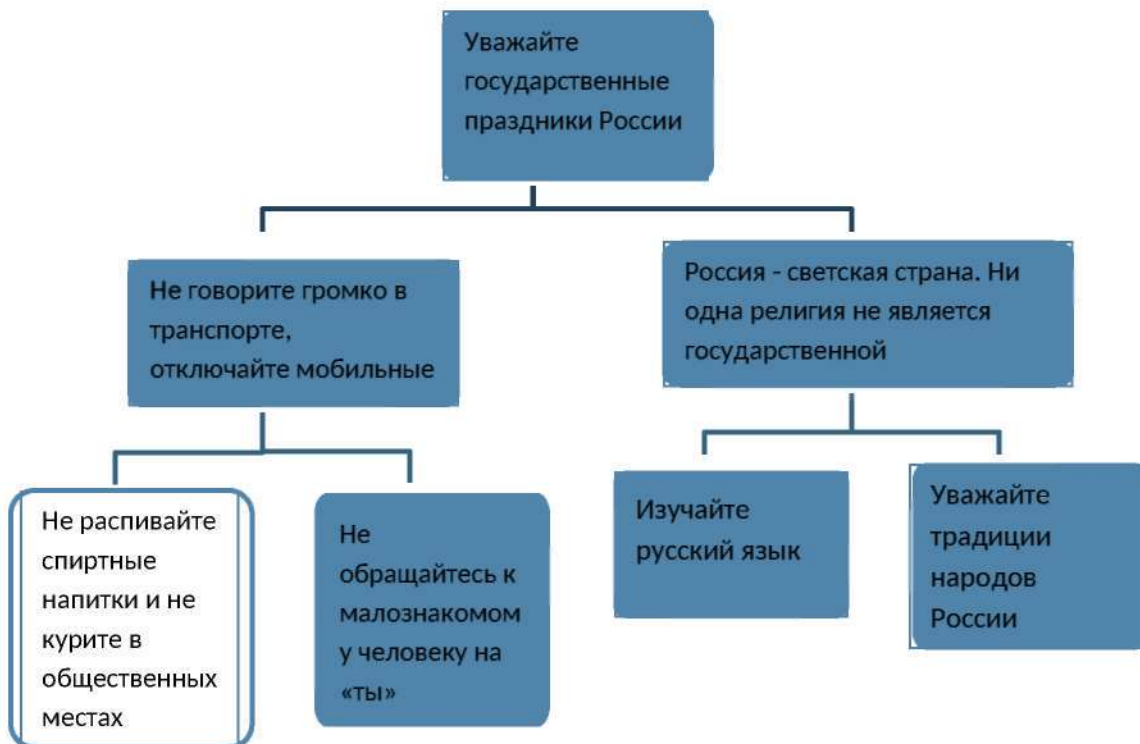 Уважайте
государственные
праздники России
Не говорите громко в
транспорте,
отключайте мобильные
Россия - светская страна. Ни
одна религия не является
государственной
Не распивайте
спиртные
напитки и не
курите в
общественных
местах
Не
обращайтесь к
малознакомом
у человеку на
«ты»
Изучайте
русский язык
Уважайте
традиции
народов
России